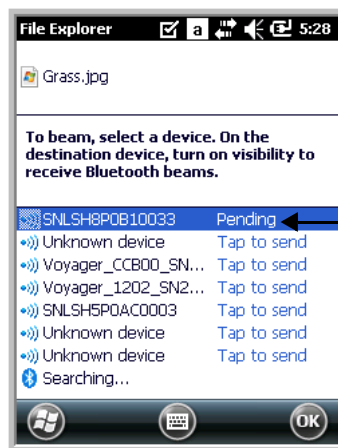 File Explorer a 5:28
Grass.jpg
To beam, select a device. On the
destination device, turn on visibility to
receive Bluetooth beams.
SNLSH8P0B10033 Pending
Unknown device Tap to send
Voyager_CCB00_SN... Tap to send
Voyager_1202_SN2... Tap to send
SNLSH5P0AC0003 Tap to send
Unknown device Tap to send
Unknown device Tap to send
Searching...
OK